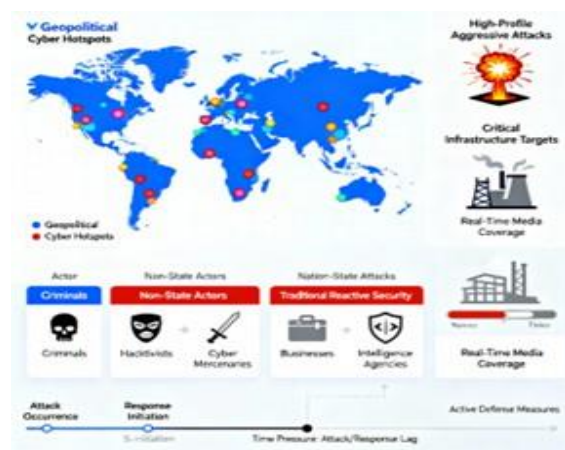 Geopolitical
Cyber Hotspots
High-Profile
Aggressive Attacks
Critical
Infrastructure Targets
Real-Time Media
Coverage
Geopolitical
Cyber Hotspots
Actor
Non-State Actors
Nation-State Attacks
Criminals
Non-State Actors
Traditional Reactive Security
Criminals
Hacktivists
Cyber
Mercenaries
Businesses
Intelligence
Agencies
Real-Time Media
Coverage
Attack
Occurrence
Response
Initiation
Active Defense Measures
Time Pressure: Attack/Response Lag